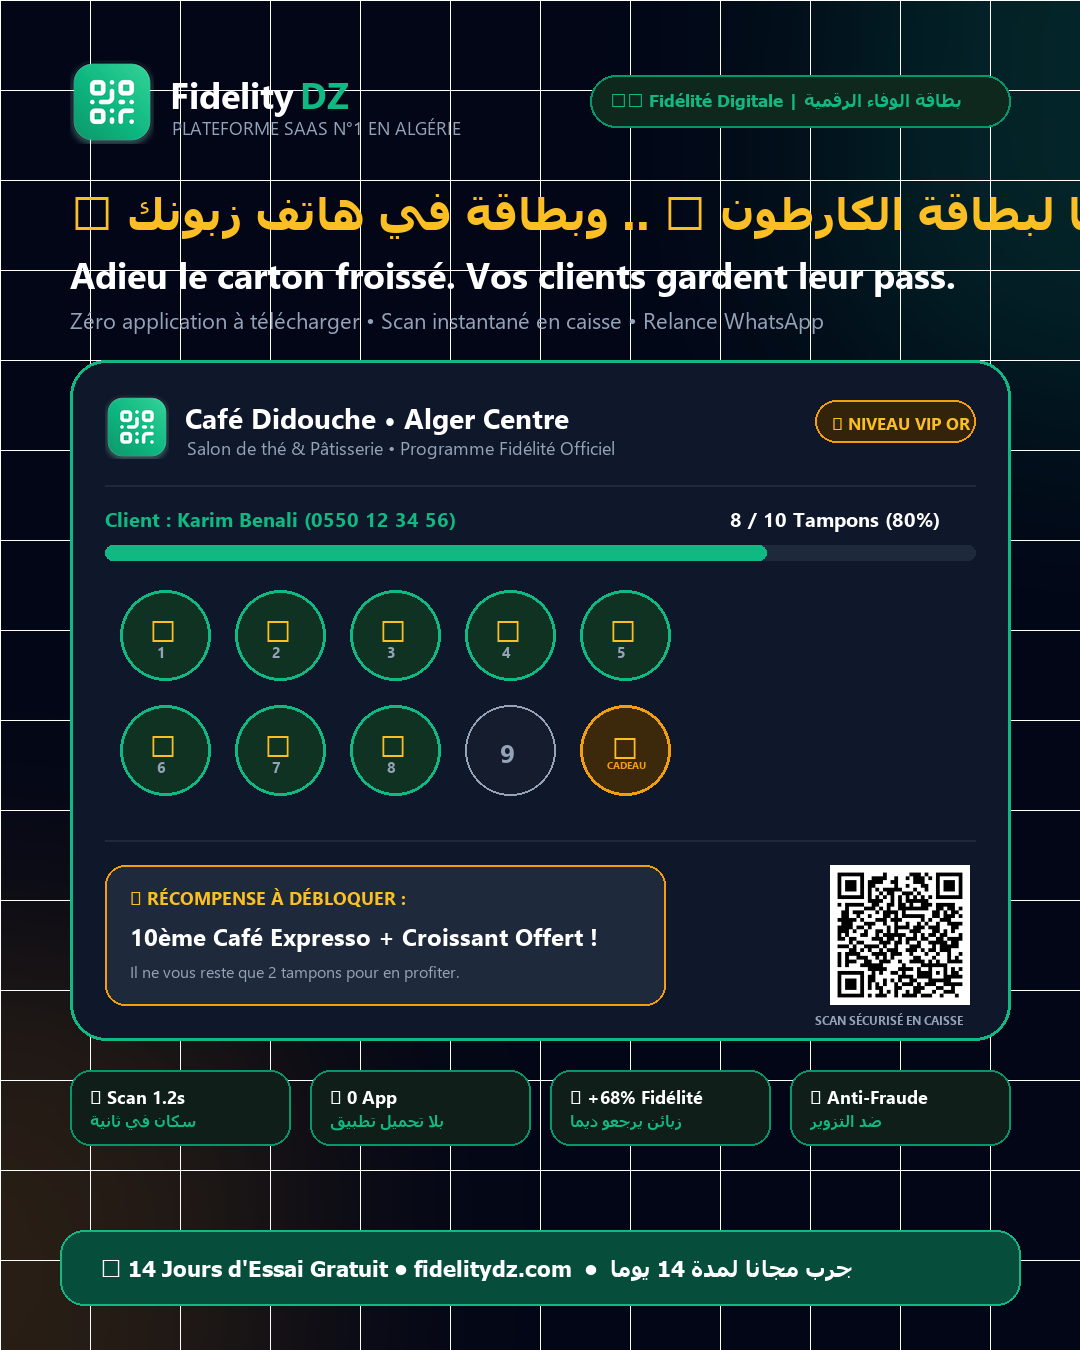 Fidelity DZ
PLATEFORME SAAS N°1 EN ALGÉRIE
Fidélité Digitale | بطاقة الوفاء الرقمية
لبطاقة الكارطون .. وبطاقة في هاتف زبونك
Adieu le carton froissé. Vos clients gardent leur pass.
Zéro application à télécharger • Scan instantané en caisse • Relance WhatsApp
Café Didouche • Alger Centre
Salon de thé & Pâtisserie • Programme Fidélité Officiel
NIVEAU VIP OR
Client : Karim Benali (0550 12 34 56)
8 / 10 Tampons (80%)
1 2 3 4 5
6 7 8 9 CADEAU
RÉCOMPENSE À DÉBLOQUER :
10ème Café Expresso + Croissant Offert !
Il ne vous reste que 2 tampons pour en profiter.
SCAN SÉCURISÉ EN CAISSE
Scan 1.2s
سكان في ثانية
0 App
بلا تحميل تطبيق
+68% Fidélité
زبائن يرجعو ديما
Anti-Fraude
ضد التزوير
14 Jours d'Essai Gratuit • fidelitydz.com • جرب مجانا لمدة 14 يوما